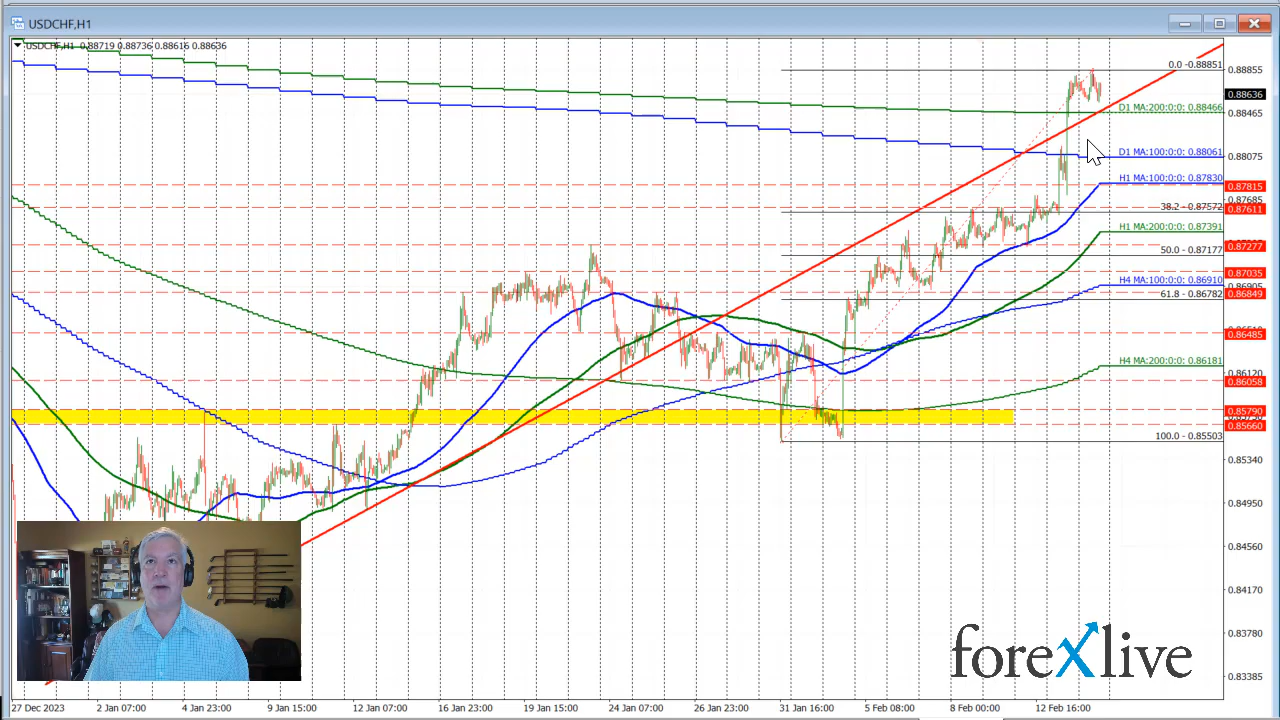 USDCHF,H1
USDCHF,H1 0.88719 0.88736 0.88616 0.88636
0.0 -0.88851
0.88855
0.88636
D1 MA:200:0:0: 0.88466
0.88465
D1 MA:100:0:0: 0.88061
0.88075
H1 MA:100:0:0: 0.87830
0.87815
0.87685
38.2 - 0.87572
0.87611
H1 MA:200:0:0: 0.87391
0.87277
50.0 - 0.87177
0.87035
H4 MA:100:0:0: 0.86910
0.86905
61.8 - 0.86782
0.86849
0.86485
H4 MA:200:0:0: 0.86181
0.86120
0.86058
0.85790
0.85660
100.0 - 0.85503
0.85340
0.84950
0.84560
0.84170
0.83780
0.83385
forexlive
27 Dec 2023 2 Jan 07:00 4 Jan 23:00 9 Jan 15:00 12 Jan 07:00 16 Jan 23:00 19 Jan 15:00 24 Jan 07:00 26 Jan 23:00 31 Jan 16:00 5 Feb 08:00 8 Feb 00:00 12 Feb 16:00